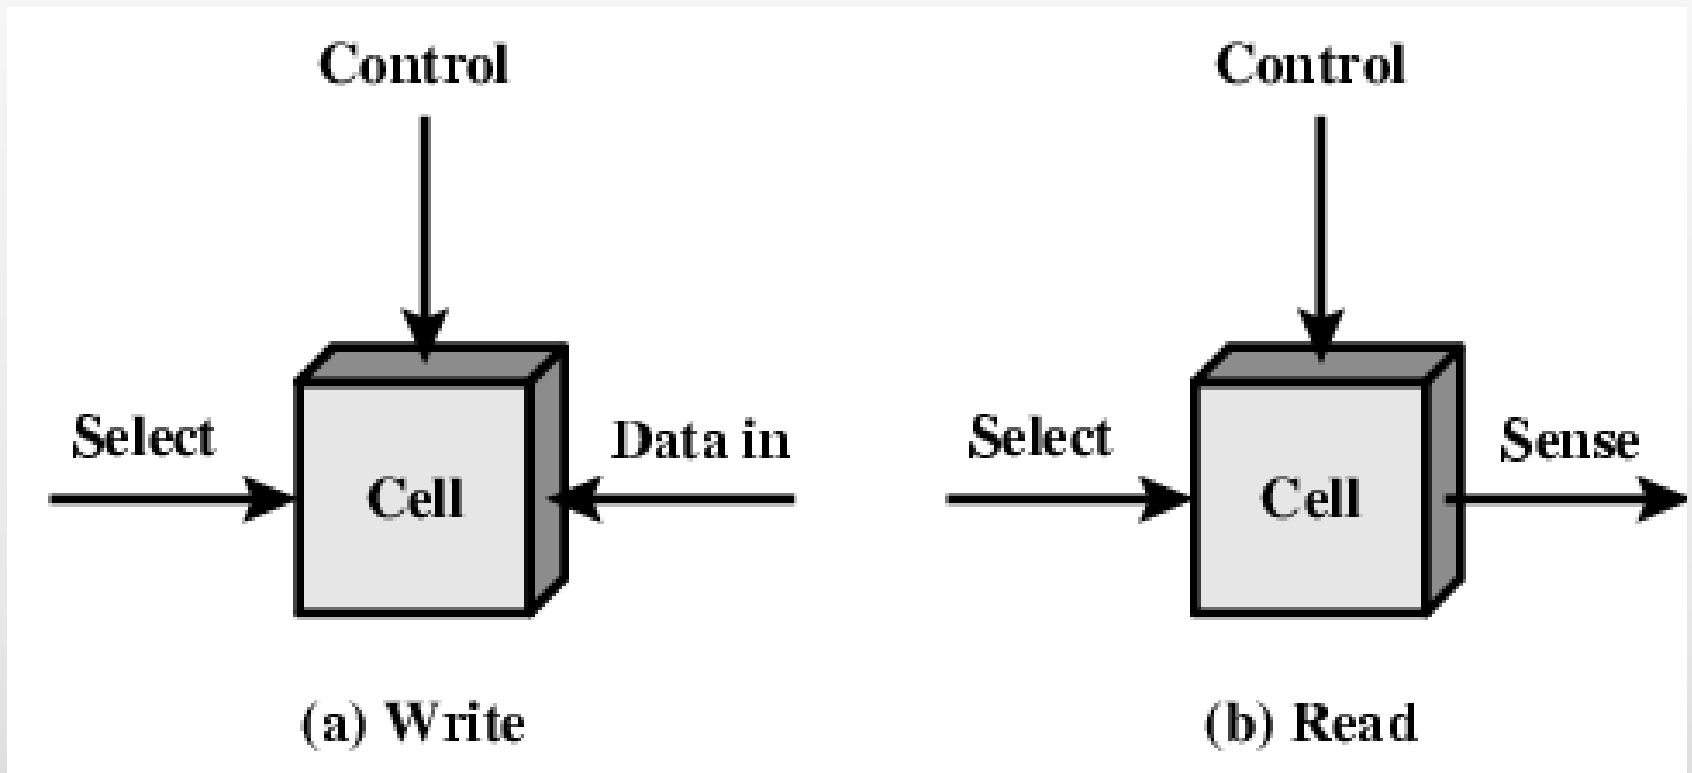 Control
Select
Cell
Data in
(a) Write
Control
Select
Cell
Sense
(b) Read